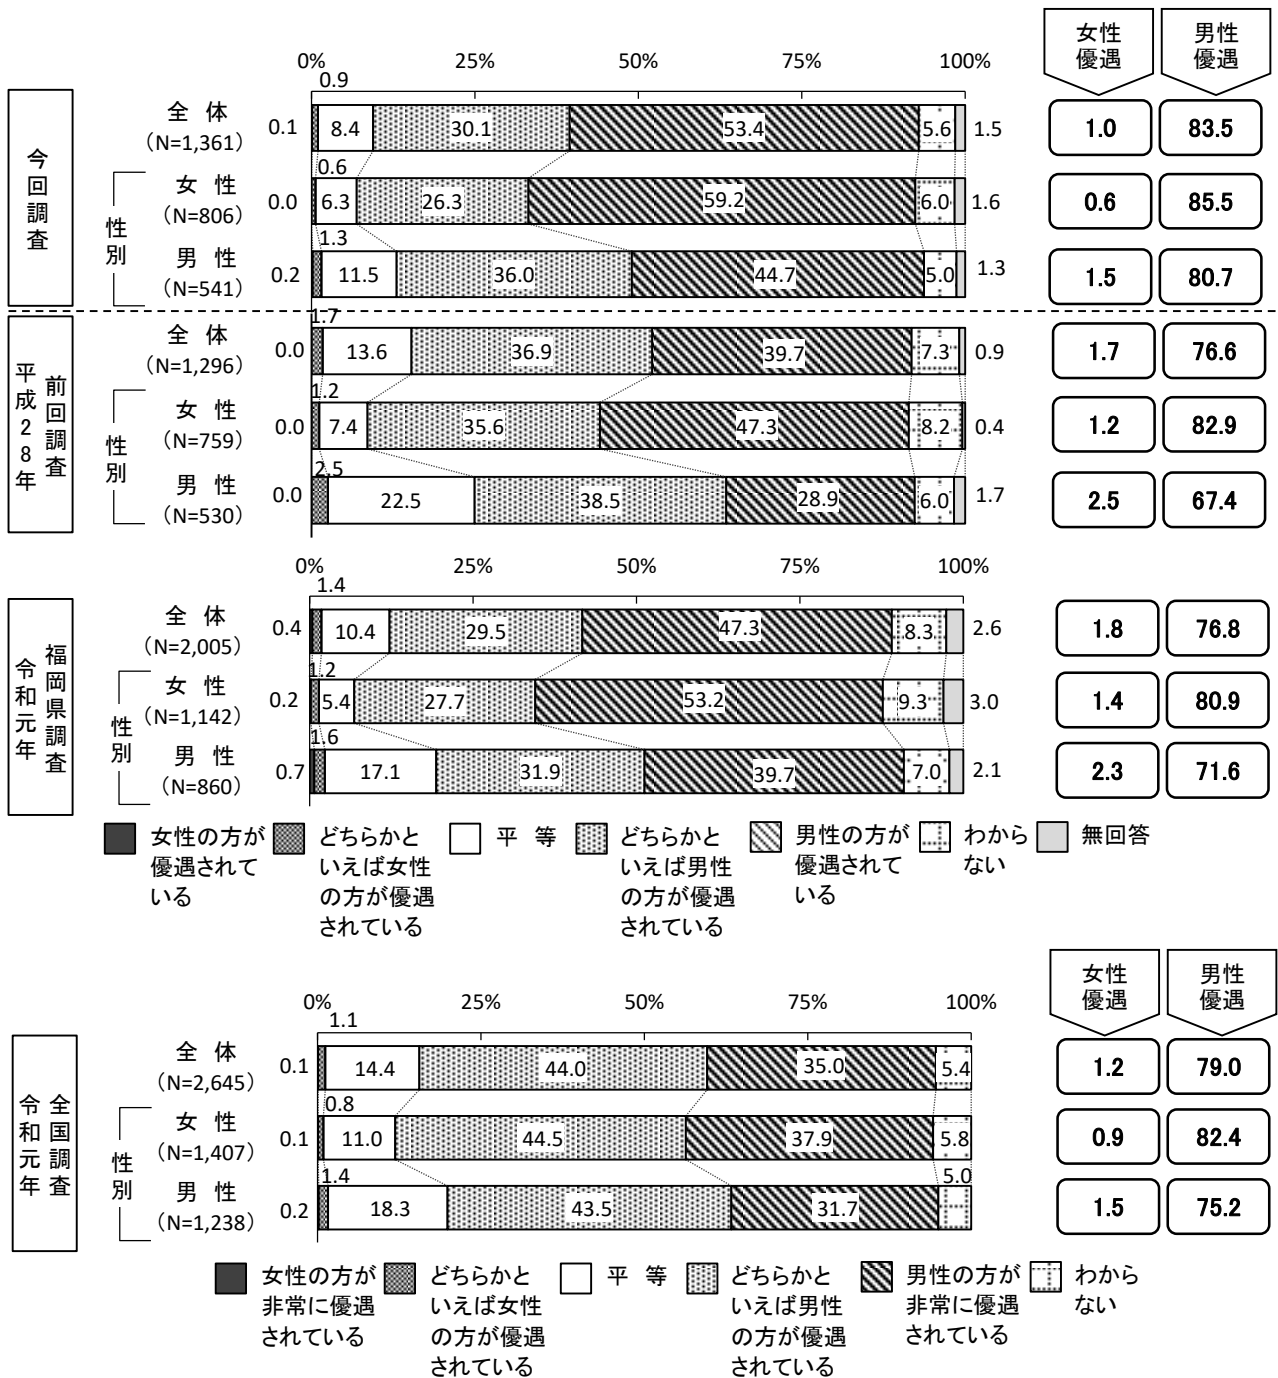 女性
優遇
男性
優遇
0% 25% 50% 75% 100%
今回調査
0.9
全 体
(N=1,361)
0.1 8.4 30.1 53.4 5.6 1.5 1.0 83.5
性別
0.6
女 性
(N=806)
0.0 6.3 26.3 59.2 6.0 1.6 0.6 85.5
1.3
男 性
(N=541)
0.2 11.5 36.0 44.7 5.0 1.3 1.5 80.7
前回調査
平成28年
1.7
全 体
(N=1,296)
0.0 13.6 36.9 39.7 7.3 0.9 1.7 76.6
性別
1.2
女 性
(N=759)
0.0 7.4 35.6 47.3 8.2 0.4 1.2 82.9
2.5
男 性
(N=530)
0.0 22.5 38.5 28.9 6.0 1.7 2.5 67.4
0% 25% 50% 75% 100%
福岡県調査
令和元年
1.4
全 体
(N=2,005)
0.4 10.4 29.5 47.3 8.3 2.6 1.8 76.8
性別
1.2
女 性
(N=1,142)
0.2 5.4 27.7 53.2 9.3 3.0 1.4 80.9
1.6
男 性
(N=860)
0.7 17.1 31.9 39.7 7.0 2.1 2.3 71.6
女性の方が
優遇されて
いる
どちらかと
いえば女性
の方が優遇
されている
平 等
どちらかと
いえば男性
の方が優遇
されている
男性の方が
優遇されて
いる
わから
ない
無回答
女性
優遇
男性
優遇
0% 25% 50% 75% 100%
全国調査
令和元年
1.1
全 体
(N=2,645)
0.1 14.4 44.0 35.0 5.4 1.2 79.0
性別
0.8
女 性
(N=1,407)
0.1 11.0 44.5 37.9 5.8 0.9 82.4
1.4 5.0
男 性
(N=1,238)
0.2 18.3 43.5 31.7 1.5 75.2
女性の方が
非常に優遇
されている
どちらかと
いえば女性
の方が優遇
されている
平 等
どちらかと
いえば男性
の方が優遇
されている
男性の方が
非常に優遇
されている
わから
ない